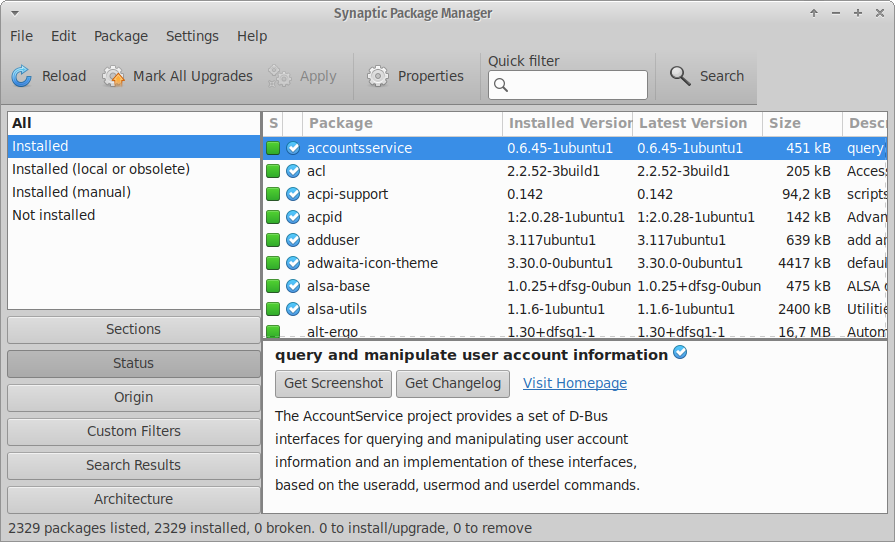 Synaptic Package Manager
File Edit Package Settings Help
Reload Mark All Upgrades Apply Properties Quick filter Search
All
Installed
Installed (local or obsolete)
Installed (manual)
Not installed
Sections
Status
Origin
Custom Filters
Search Results
Architecture
S Package Installed Version Latest Version Size Descr
accountsservice 0.6.45-1ubuntu1 0.6.45-1ubuntu1 451 kB query
acl 2.2.52-3build1 2.2.52-3build1 205 kB Access
acpi-support 0.142 0.142 94,2 kB scripts
acpid 1:2.0.28-1ubuntu1 1:2.0.28-1ubuntu1 142 kB Advan
adduser 3.117ubuntu1 3.117ubuntu1 639 kB add an
adwaita-icon-theme 3.30.0-0ubuntu1 3.30.0-0ubuntu1 4417 kB defaul
alsa-base 1.0.25+dfsg-0ubun 1.0.25+dfsg-0ubun 475 kB ALSA
alsa-utils 1.1.6-1ubuntu1 1.1.6-1ubuntu1 2400 kB Utilitie
alt-ergo 1.30+dfsg1-1 1.30+dfsg1-1 16,7 MB Autom
query and manipulate user account information
Get Screenshot Get Changelog Visit Homepage
The AccountService project provides a set of D-Bus
interfaces for querying and manipulating user account
information and an implementation of these interfaces,
based on the useradd, usermod and userdel commands.
2329 packages listed, 2329 installed, 0 broken. 0 to install/upgrade, 0 to remove